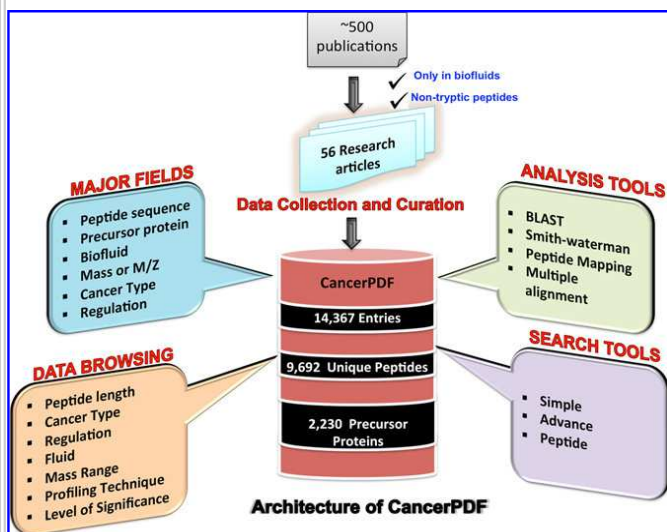 ~500
publications
Only in biofluids
Non-tryptic peptides
56 Research
articles
Data Collection and Curation
MAJOR FIELDS
Peptide sequence
Precursor protein
Biofluid
Mass or M/Z
Cancer Type
Regulation
ANALYSIS TOOLS
BLAST
Smith-waterman
Peptide Mapping
Multiple
alignment
CancerPDF
14,367 Entries
9,692 Unique Peptides
2,230 Precursor
Proteins
DATA BROWSING
Peptide length
Cancer Type
Regulation
Fluid
Mass Range
Profiling Technique
Level of Significance
SEARCH TOOLS
Simple
Advance
Peptide
Architecture of CancerPDF